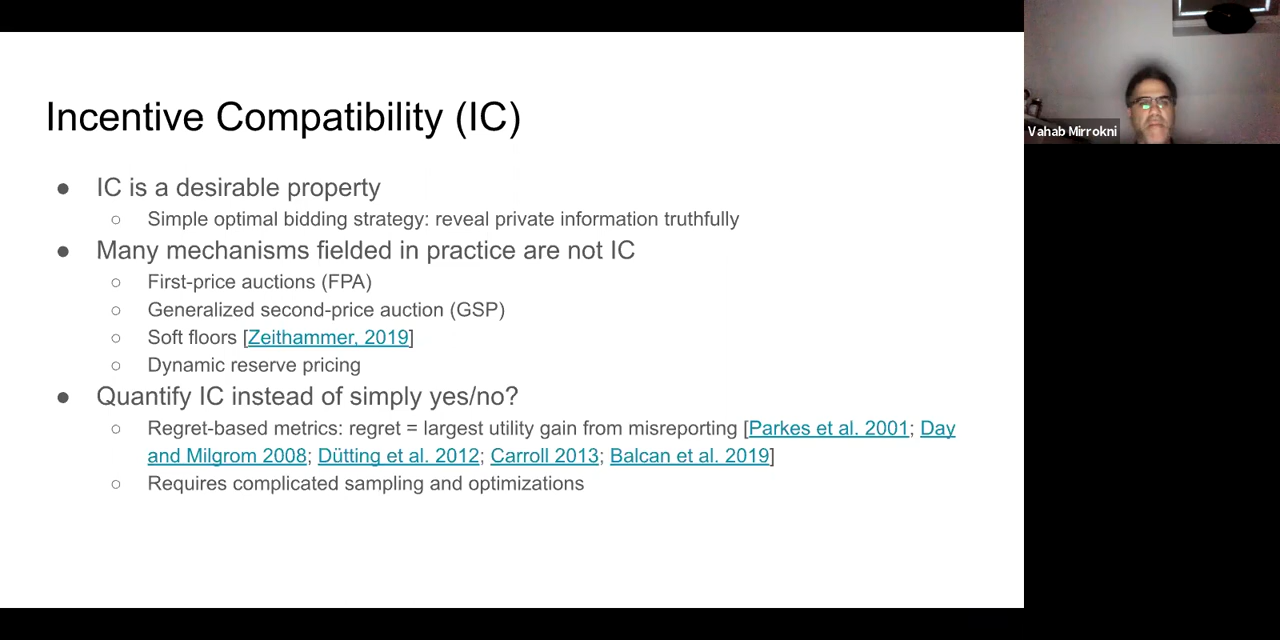 Incentive Compatibility (IC)
● IC is a desirable property
○ Simple optimal bidding strategy: reveal private information truthfully
● Many mechanisms fielded in practice are not IC
○ First-price auctions (FPA)
○ Generalized second-price auction (GSP)
○ Soft floors [Zeithammer, 2019]
○ Dynamic reserve pricing
● Quantify IC instead of simply yes/no?
○ Regret-based metrics: regret = largest utility gain from misreporting [Parkes et al. 2001; Day
and Milgrom 2008; Dütting et al. 2012; Carroll 2013; Balcan et al. 2019]
○ Requires complicated sampling and optimizations
Vahab Mirrokni